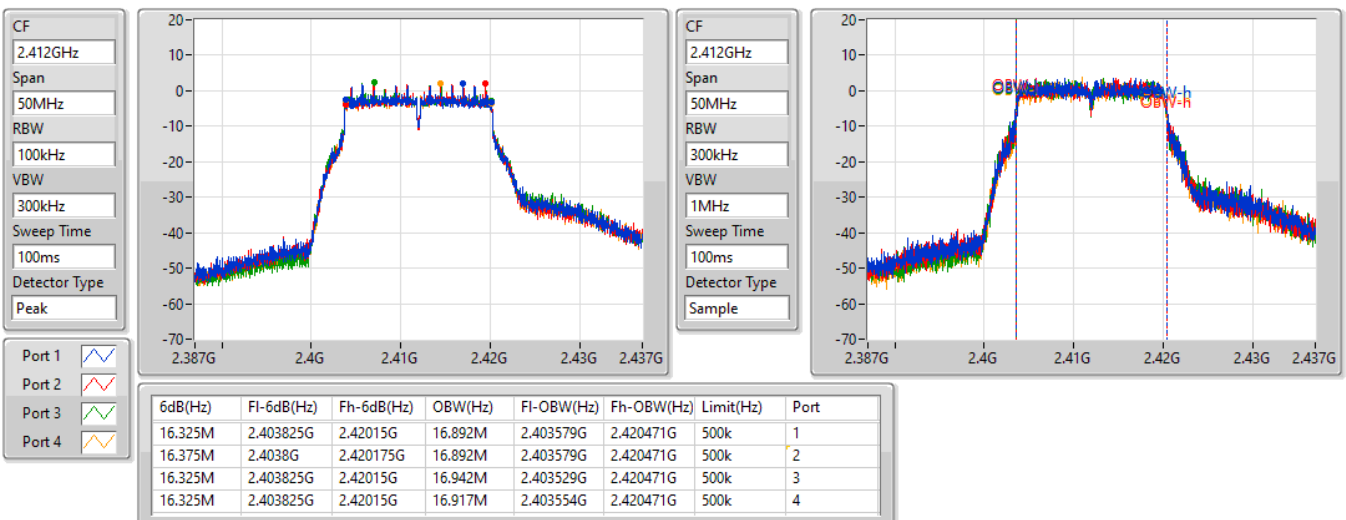 CF
2.412GHz
Span
50MHz
RBW
100kHz
VBW
300kHz
Sweep Time
100ms
Detector Type
Peak
20
10
0
-10
-20
-30
-40
-50
-60
-70
2.387G 2.4G 2.41G 2.42G 2.43G 2.437G
CF
2.412GHz
Span
50MHz
RBW
300kHz
VBW
1MHz
Sweep Time
100ms
Detector Type
Sample
20
10
0
-10
-20
-30
-40
-50
-60
-70
OBW-h
OBW-h
2.387G 2.4G 2.41G 2.42G 2.43G 2.437G
Port 1
Port 2
Port 3
Port 4
6dB(Hz) Fl-6dB(Hz) Fh-6dB(Hz) OBW(Hz) Fl-OBW(Hz) Fh-OBW(Hz) Limit(Hz) Port
16.325M 2.403825G 2.42015G 16.892M 2.403579G 2.420471G 500k 1
16.375M 2.4038G 2.420175G 16.892M 2.403579G 2.420471G 500k 2
16.325M 2.403825G 2.42015G 16.942M 2.403529G 2.420471G 500k 3
16.325M 2.403825G 2.42015G 16.917M 2.403554G 2.420471G 500k 4